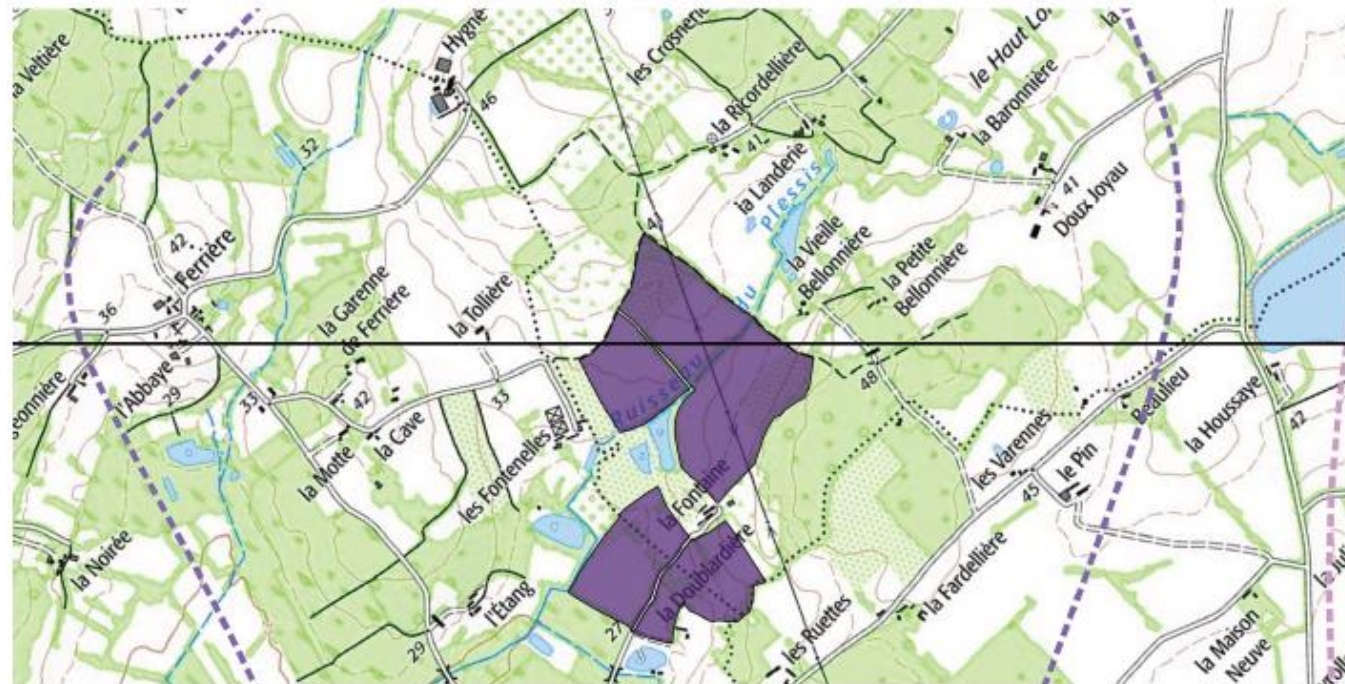 la Veltière
Hygne
46
les Crosnerie
la Ricordellière
41
la Landerie
le Haut
la Baronnière
41
Doux Joyau
32
Plessis
du
Ruisseau
la Vieille
Bellonnière
la Petite
Bellonnière
42
Ferrière
36
l'Abbaye
29
33
la Garenne
de Ferrière
42
la Tollière
33
la Cave
la Motte
les Fontenelles
la Fontaine
la Doublardière
48
les Varennes
Beaulieu
la Houssaye
42
le Pin
45
la Noirée
l'Étang
29
27
les Ruettes
la Fardellière
la Maison
Neuve